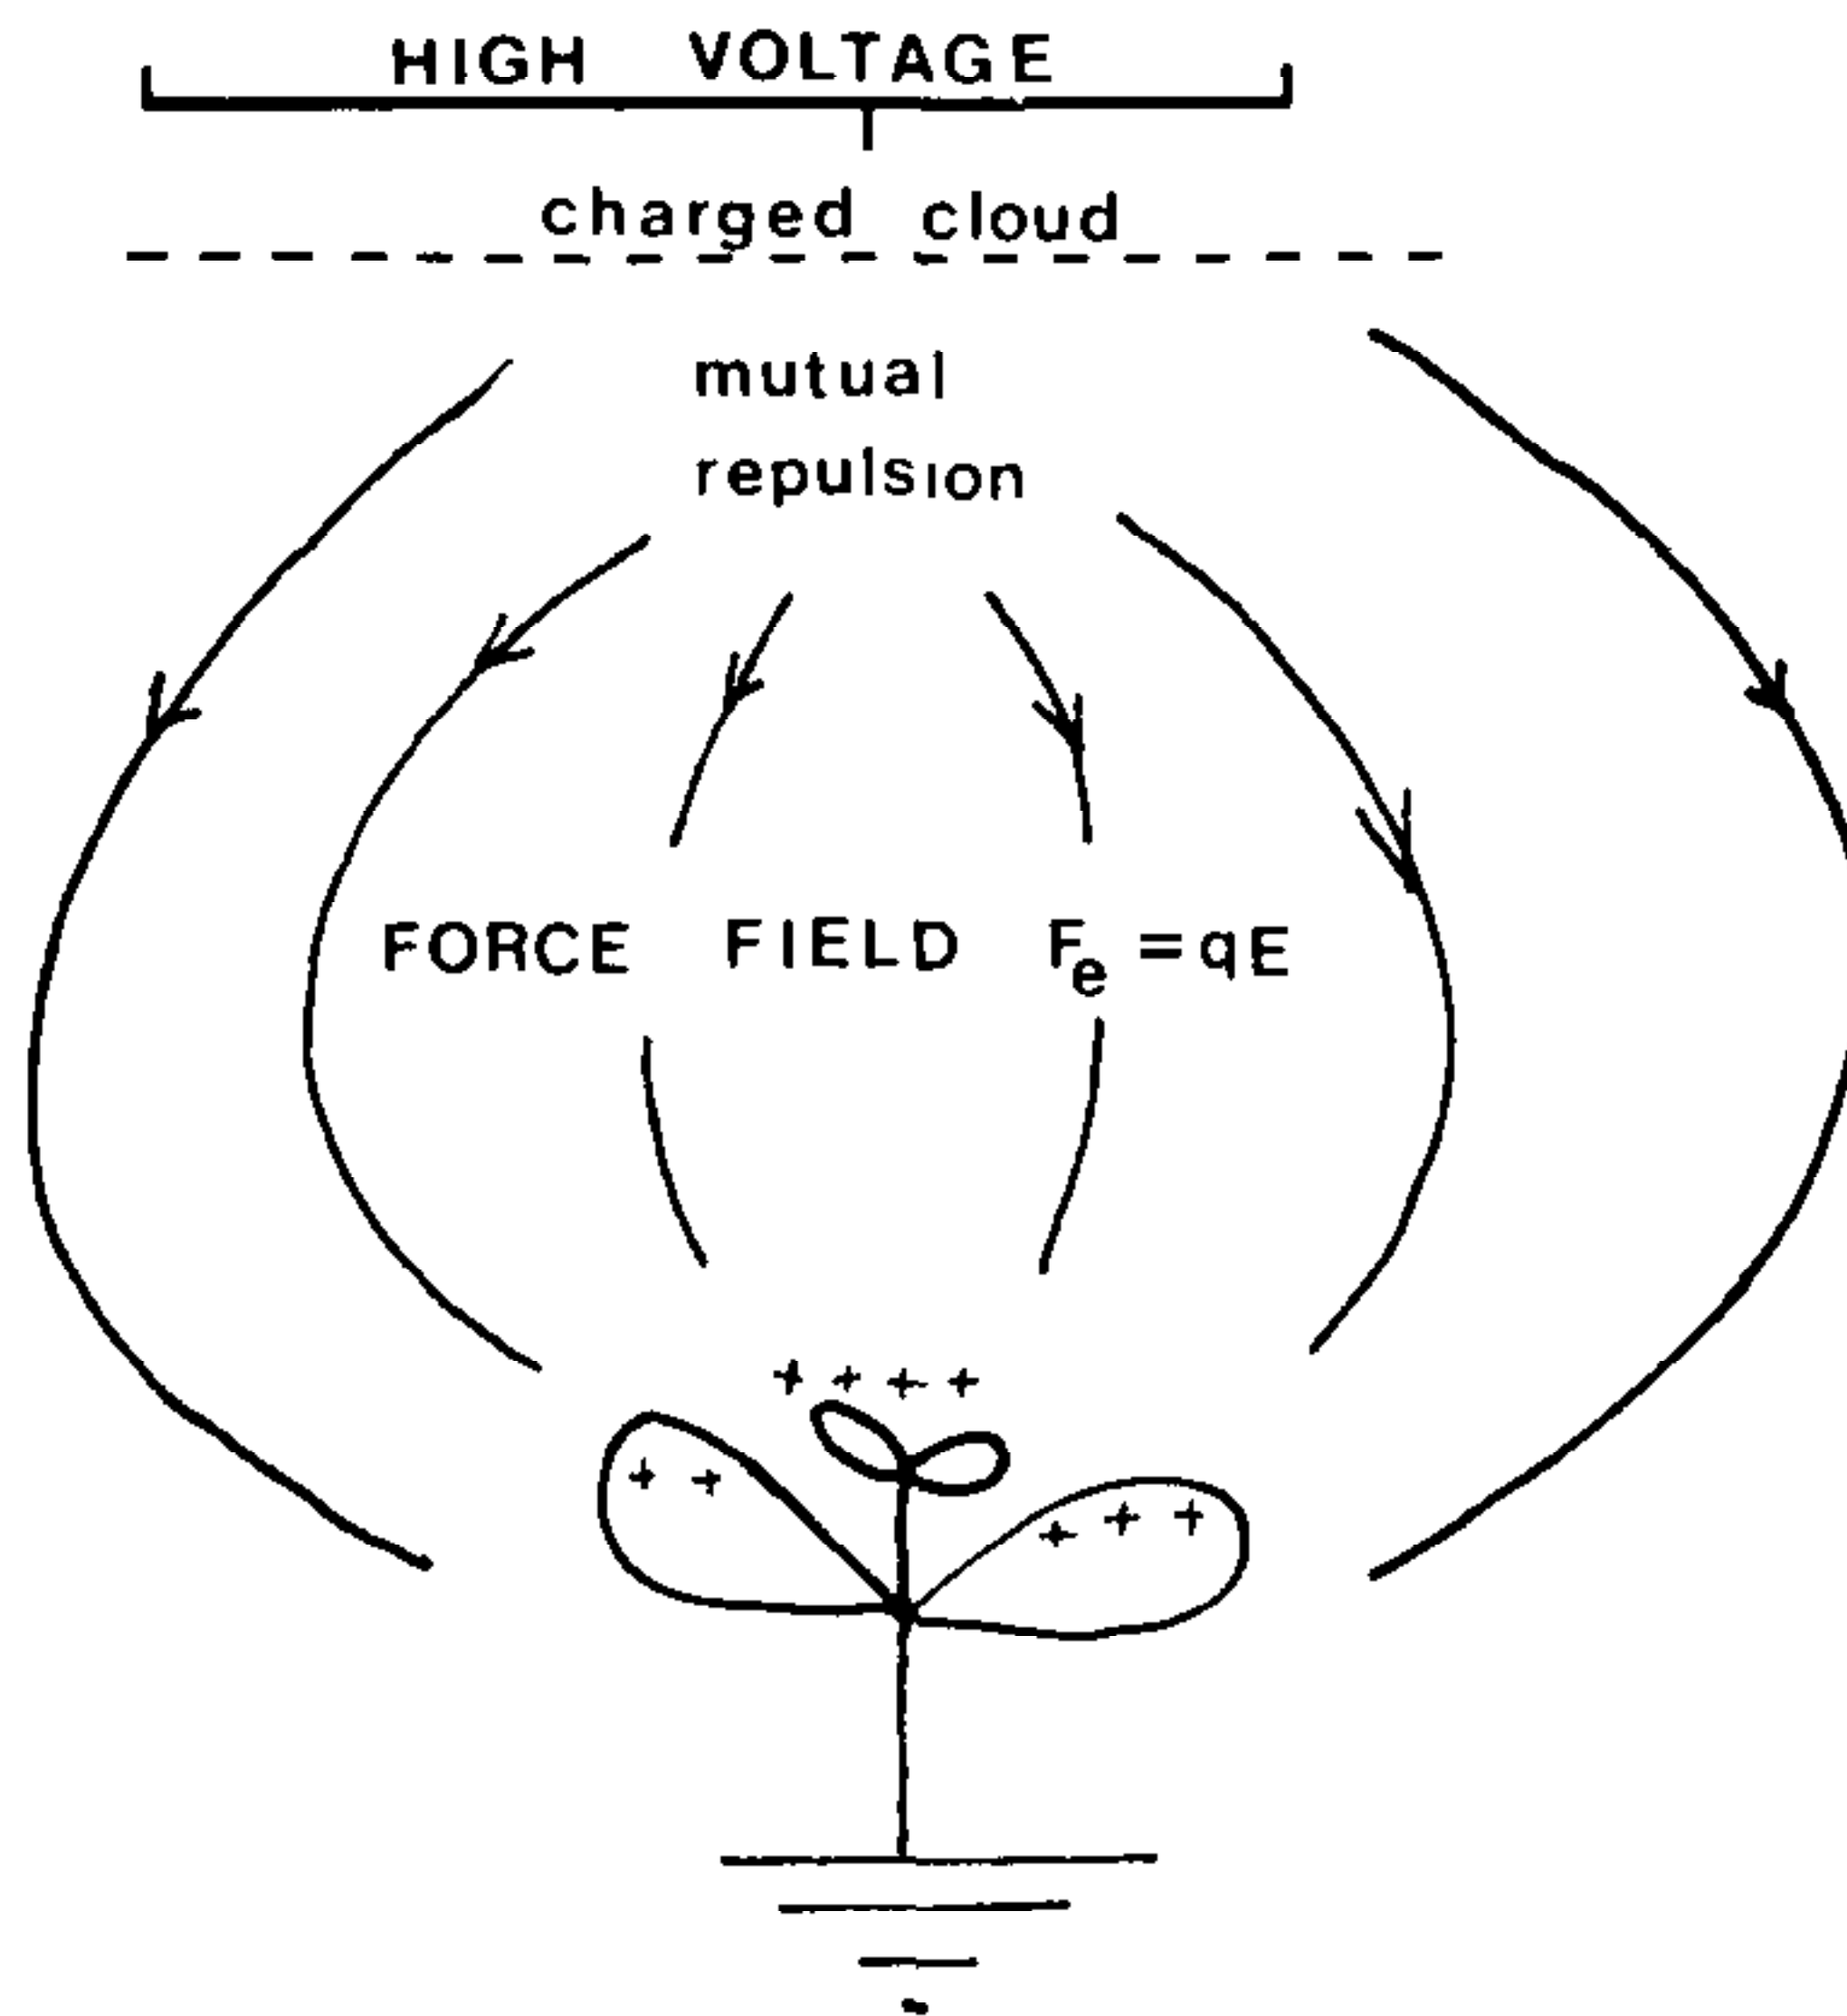 HIGH VOLTAGE
charged cloud
mutual
repulsion
FORCE FIELD Fe = qE
+ + + +
+ +
+ + +